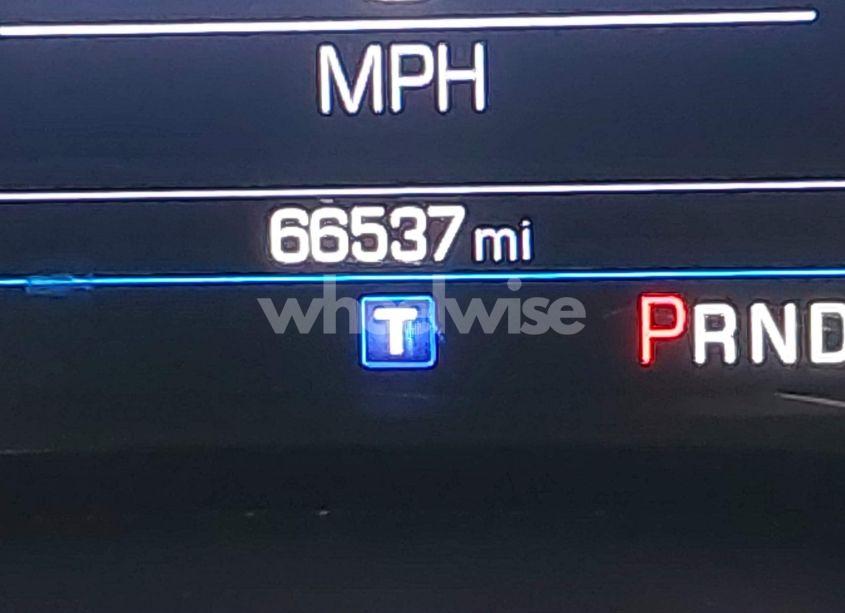 MPH
66537 mi
wheelwise
T
PRND